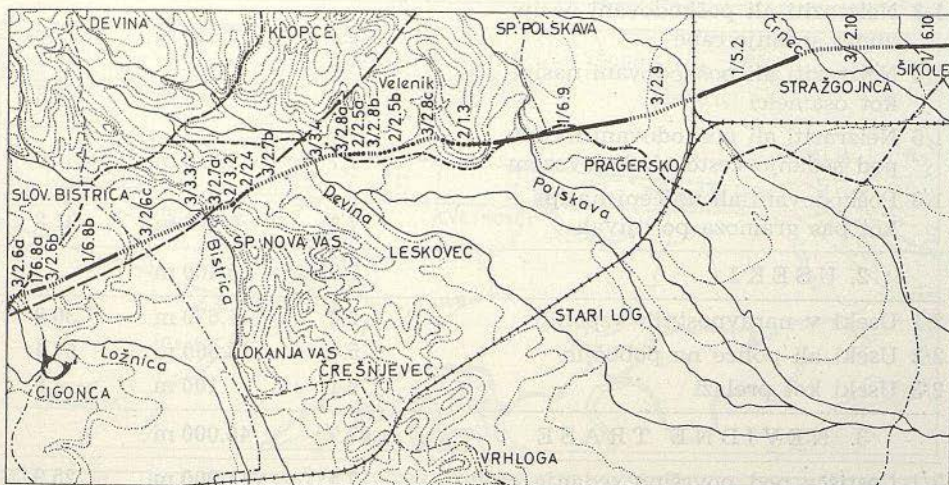 DEVINA
KLOPCE
SP. POLSKAVA
Črnec
Velenik
STRAŽGOJNCA
ŠIKOLE
3/2.10
1/6.10
1/5.2
3/2.9
1/6.9
2/1.3
3/2.8c
2/2.5b
3/2.8b
2/2.5a
3/2.8a
3/3.4
3/2.7b
2/2.4
2/3.2
3/2.7a
3/3.3
3/2.6c
1/6.8b
3/2.6b
1/6.8a
3/2.6a
PRAGERSKO
SLOV. BISTRICA
Bistrica
Devina
Polskava
SP. NOVA VAS
LESKOVEC
STARI LOG
Ložnica
LOKANJA VAS
ČREŠNJEVEC
CIGONCA
VRHLOGA